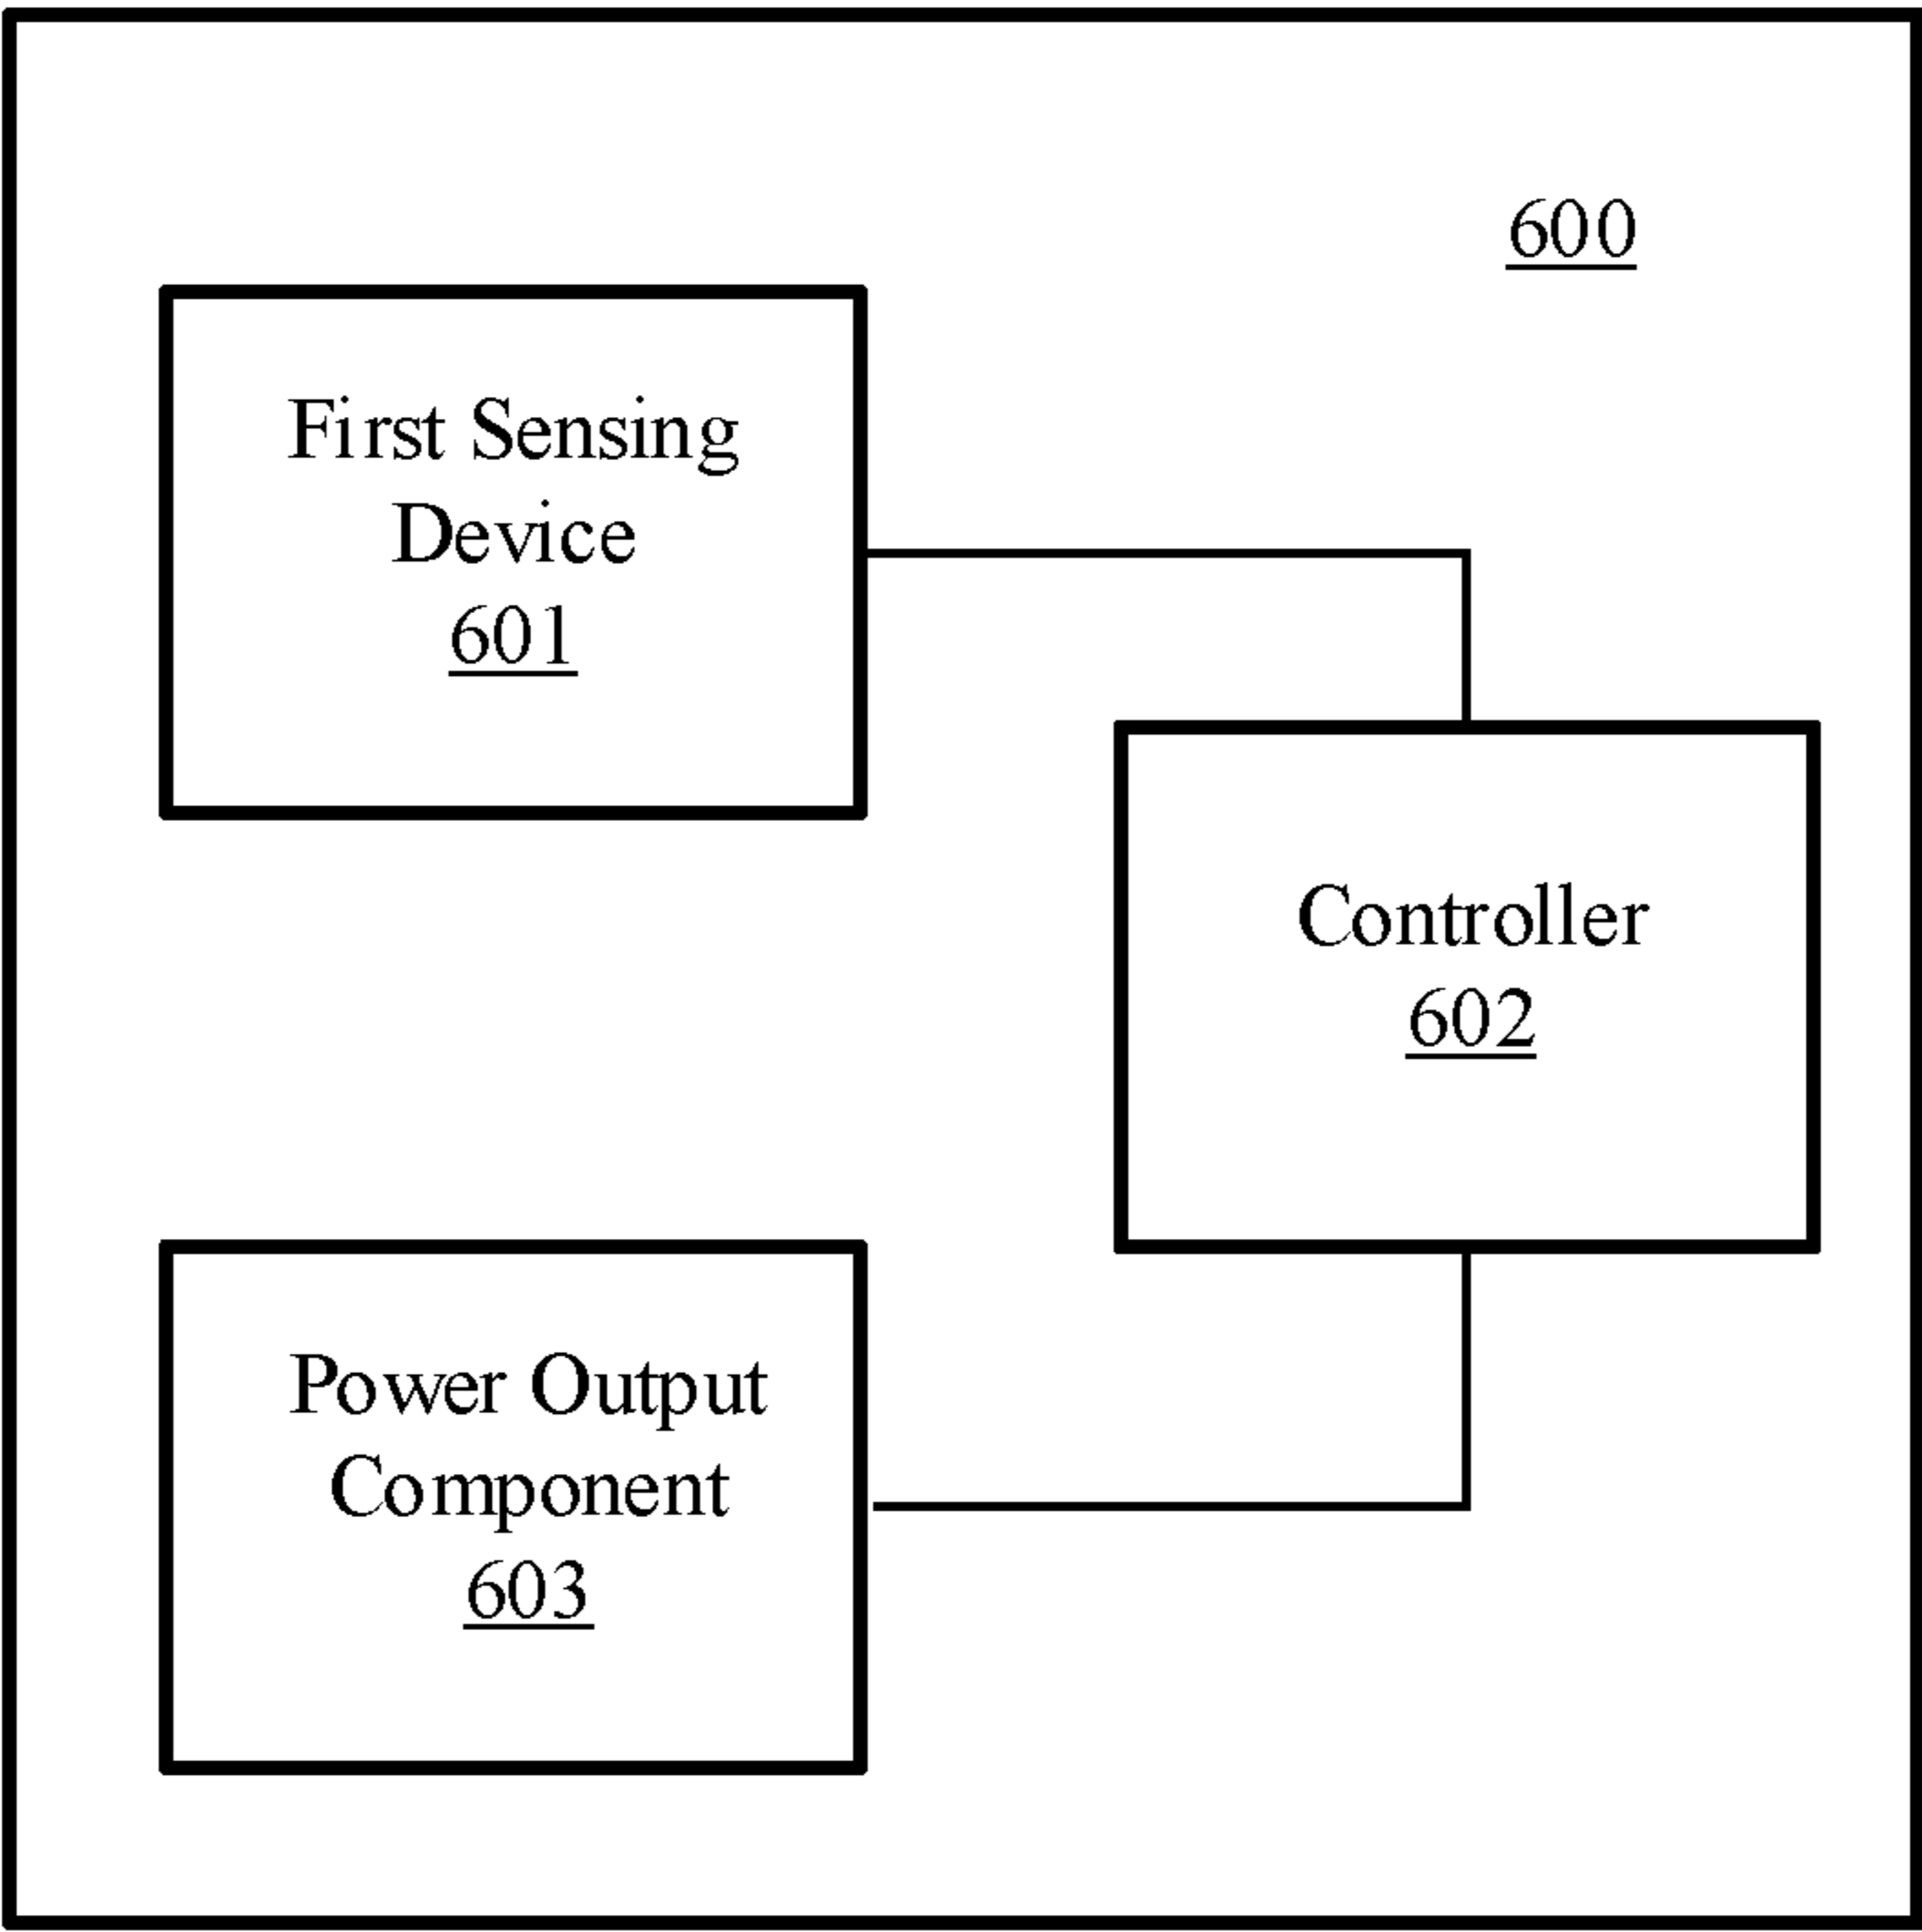 600
First Sensing
Device
601
Controller
602
Power Output
Component
603